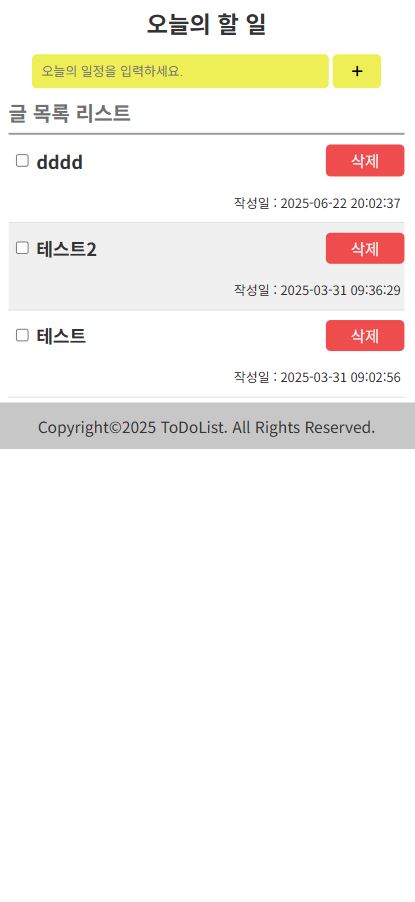 오늘의 할 일
오늘의 일정을 입력하세요.
+
글 목록 리스트
dddd
삭제
작성일 : 2025-06-22 20:02:37
테스트2
삭제
작성일 : 2025-03-31 09:36:29
테스트
삭제
작성일 : 2025-03-31 09:02:56
Copyright©2025 ToDoList. All Rights Reserved.